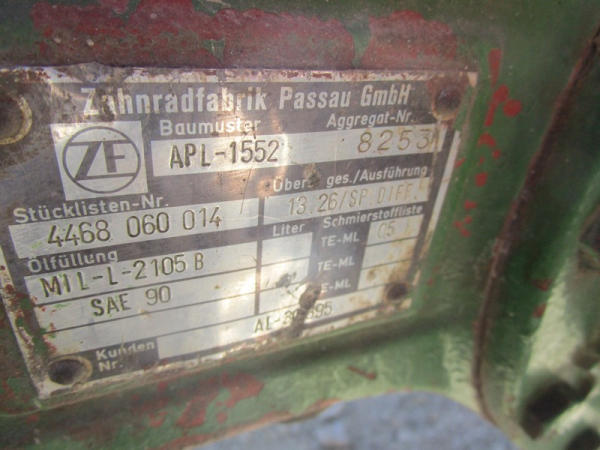 Zahnradfabrik Passau GmbH
Baumuster Aggregat-Nr.
ZF APL-1552 8253
Stücklisten-Nr. Übers. ges./Ausführung
4468 060 014 13.26/SP.DIFF.
Ölfüllung Liter Schmierstoffliste
MIL-L-2105 B TE-ML 05
SAE 90 TE-ML
TE-ML
Kunden Nr.